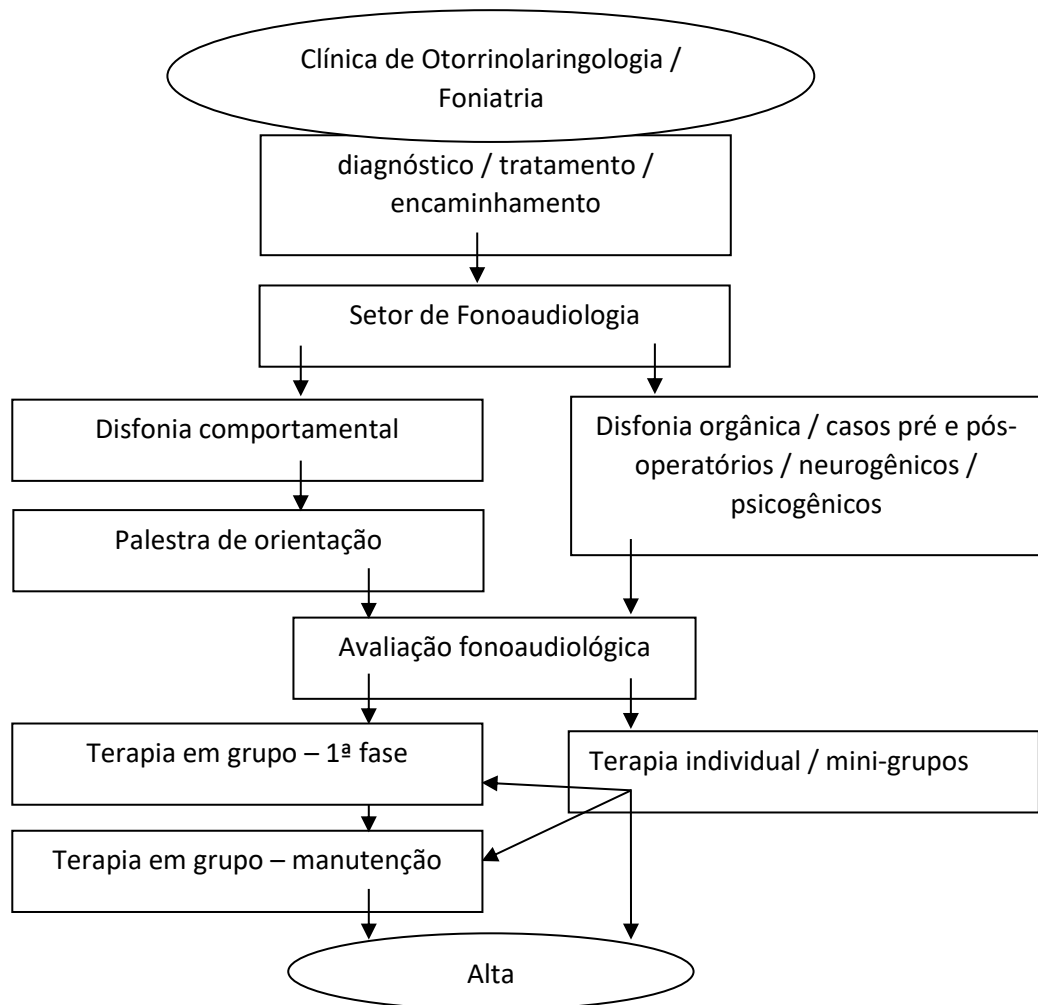 Clínica de Otorrinolaringologia /
Foniatria
diagnóstico / tratamento /
encaminhamento
Setor de Fonoaudiologia
Disfonia comportamental
Disfonia orgânica / casos pré e pós-
operatórios / neurogênicos /
psicogênicos
Palestra de orientação
Avaliação fonoaudiológica
Terapia em grupo – 1ª fase
Terapia individual / mini-grupos
Terapia em grupo – manutenção
Alta